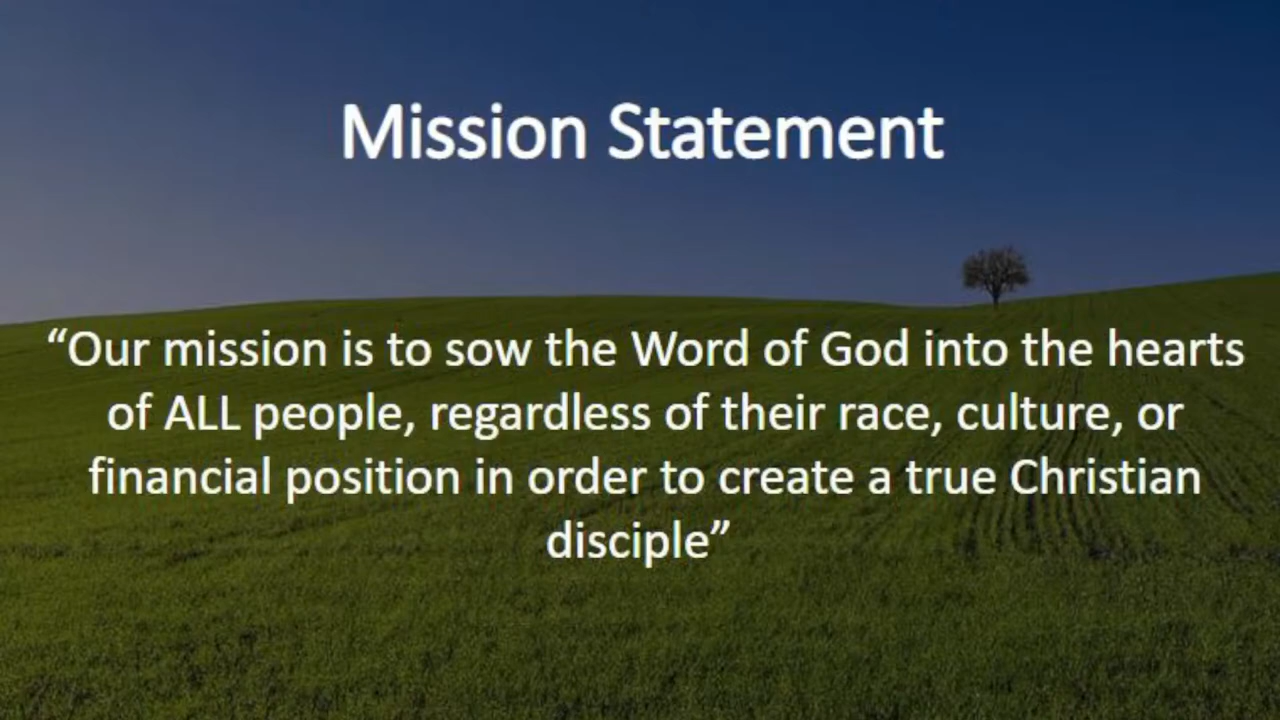 Mission Statement
“Our mission is to sow the Word of God into the hearts
of ALL people, regardless of their race, culture, or
financial position in order to create a true Christian
disciple”